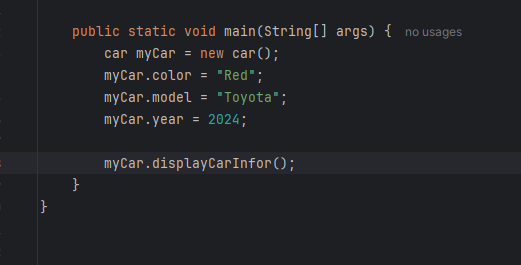 public static void main(String[] args) { no usages
car myCar = new car();
myCar.color = "Red";
myCar.model = "Toyota";
myCar.year = 2024;
myCar.displayCarInfor();
}
}